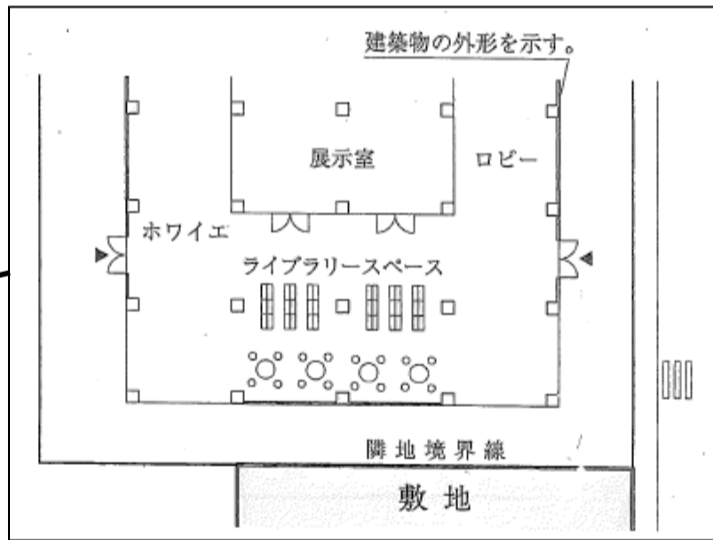 建築物の外形を示す。
展示室
ロビー
ホワイエ
ライブラリースペース
隣地境界線
敷地